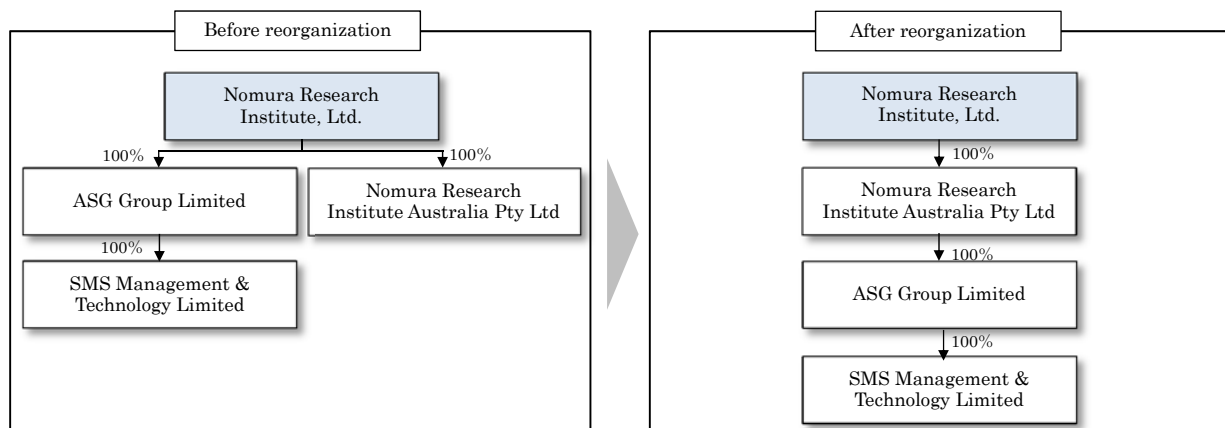 Before reorganization
Nomura Research
Institute, Ltd.
100%
100%
ASG Group Limited
Nomura Research
Institute Australia Pty Ltd
100%
SMS Management &
Technology Limited
After reorganization
Nomura Research
Institute, Ltd.
100%
Nomura Research
Institute Australia Pty Ltd
100%
ASG Group Limited
100%
SMS Management &
Technology Limited